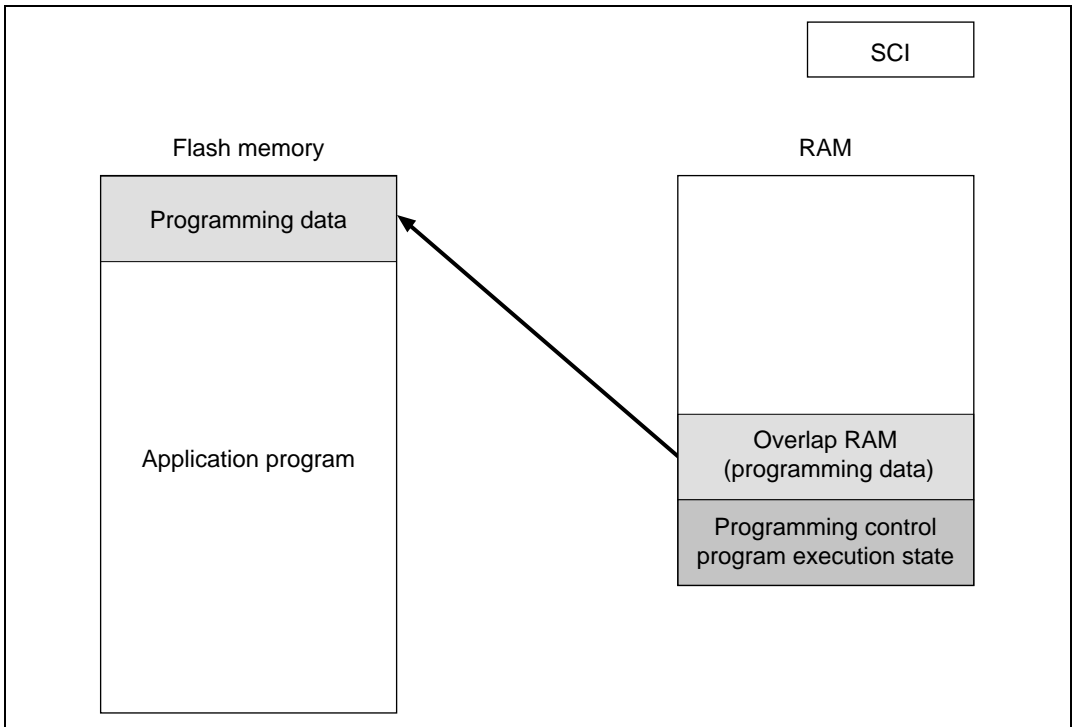 SCI
Flash memory
RAM
Programming data
Application program
Overlap RAM
(programming data)
Programming control
program execution state